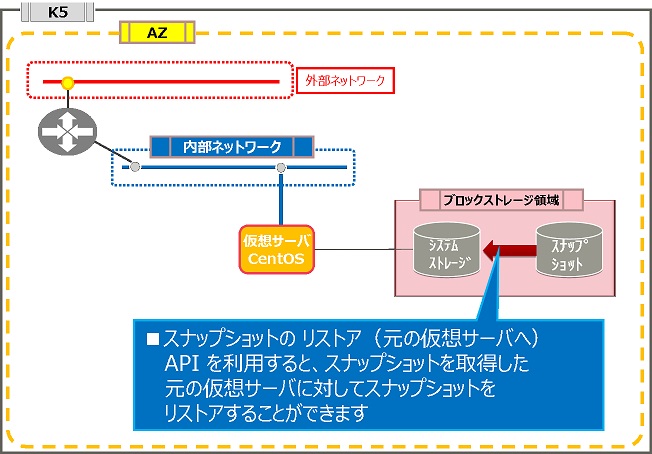 K5
AZ
外部ネットワーク
内部ネットワーク
ブロックストレージ領域
仮想サーバ
CentOS
システム
ストレージ
スナップ
ショット
■スナップショットの リストア（元の仮想サーバへ）
API を利用すると、スナップショットを取得した
元の仮想サーバに対してスナップショットを
リストアすることができます